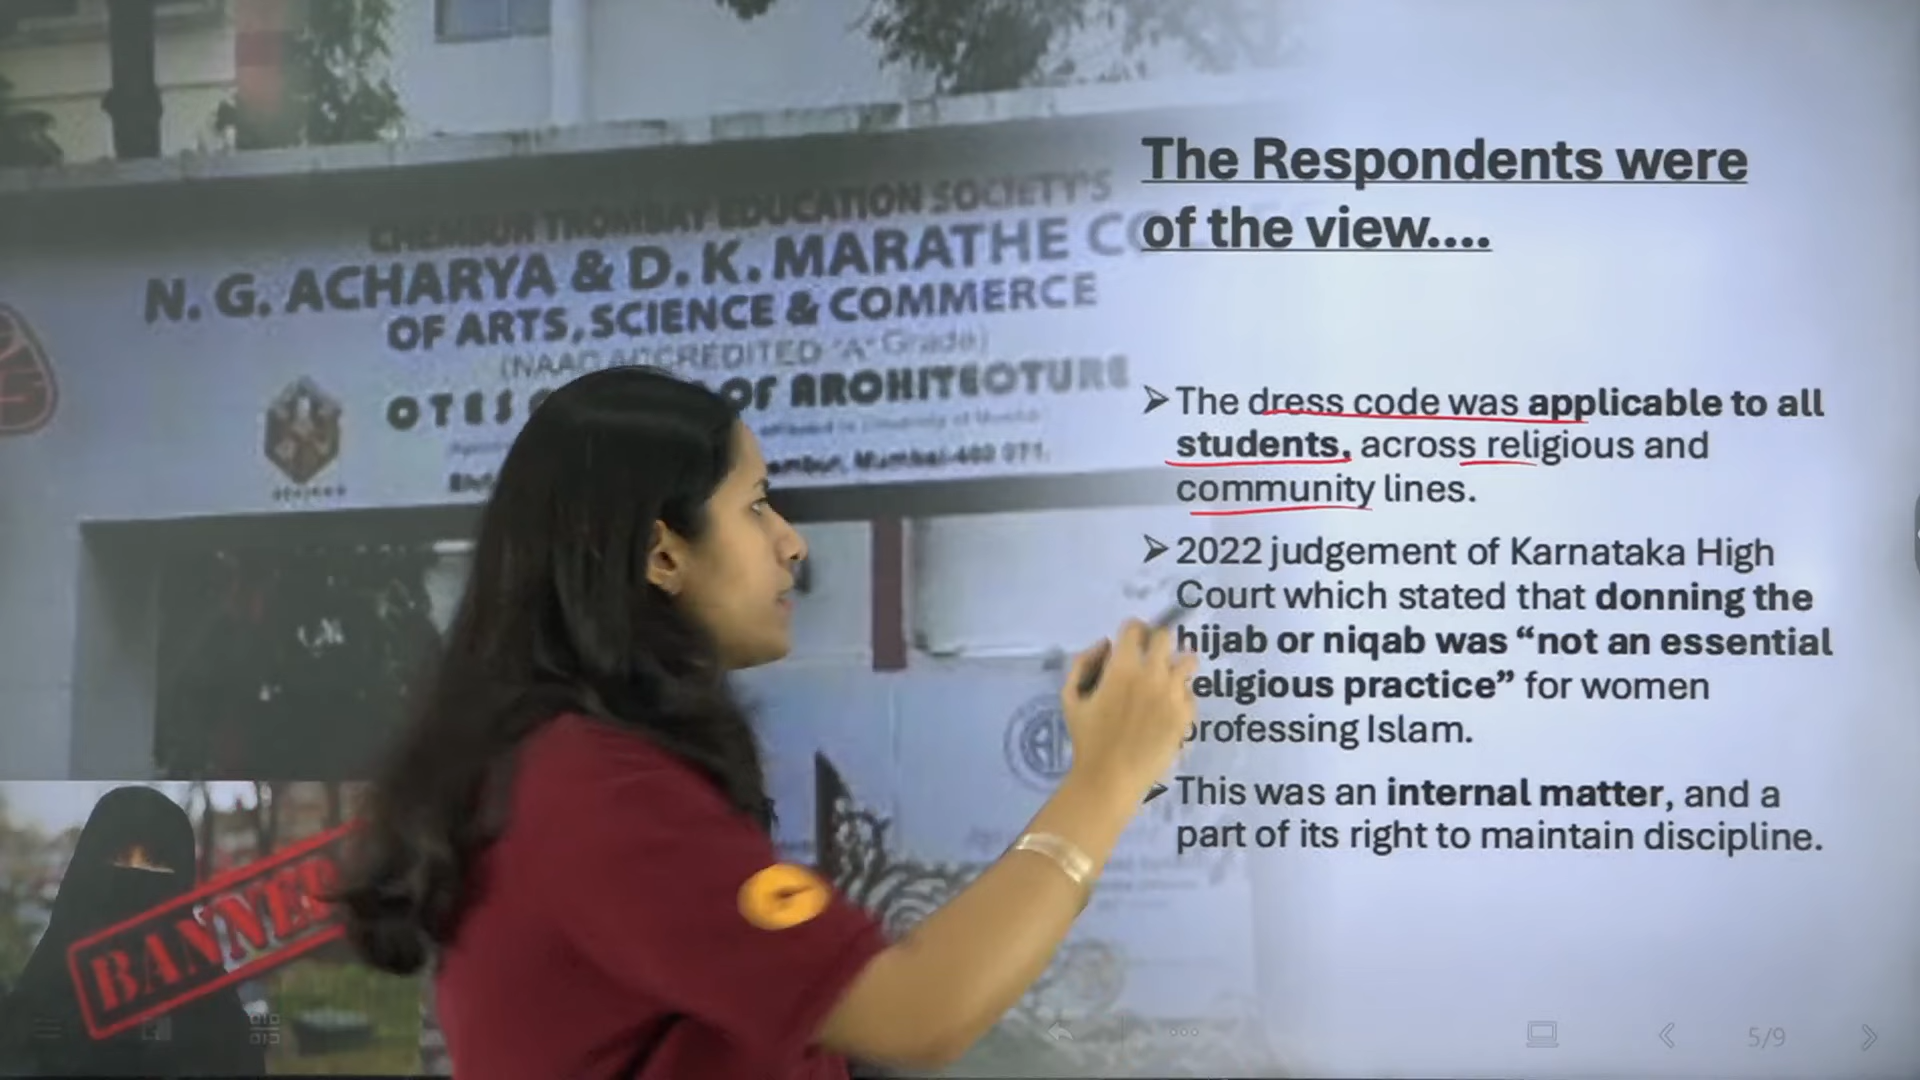 CHEMBUR TROMBAY EDUCATION SOCIETY'S
N. G. ACHARYA & D. K. MARATHE CO
OF ARTS, SCIENCE & COMMERCE
(NAAC ACCREDITED "A" Grade)
OF ARCHITECTURE
Mumbai-400 071.
BANNED
The Respondents were
of the view....
➤ The dress code was applicable to all
students, across religious and
community lines.
➤ 2022 judgement of Karnataka High
Court which stated that donning the
hijab or niqab was “not an essential
religious practice” for women
professing Islam.
➤ This was an internal matter, and a
part of its right to maintain discipline.
5/9